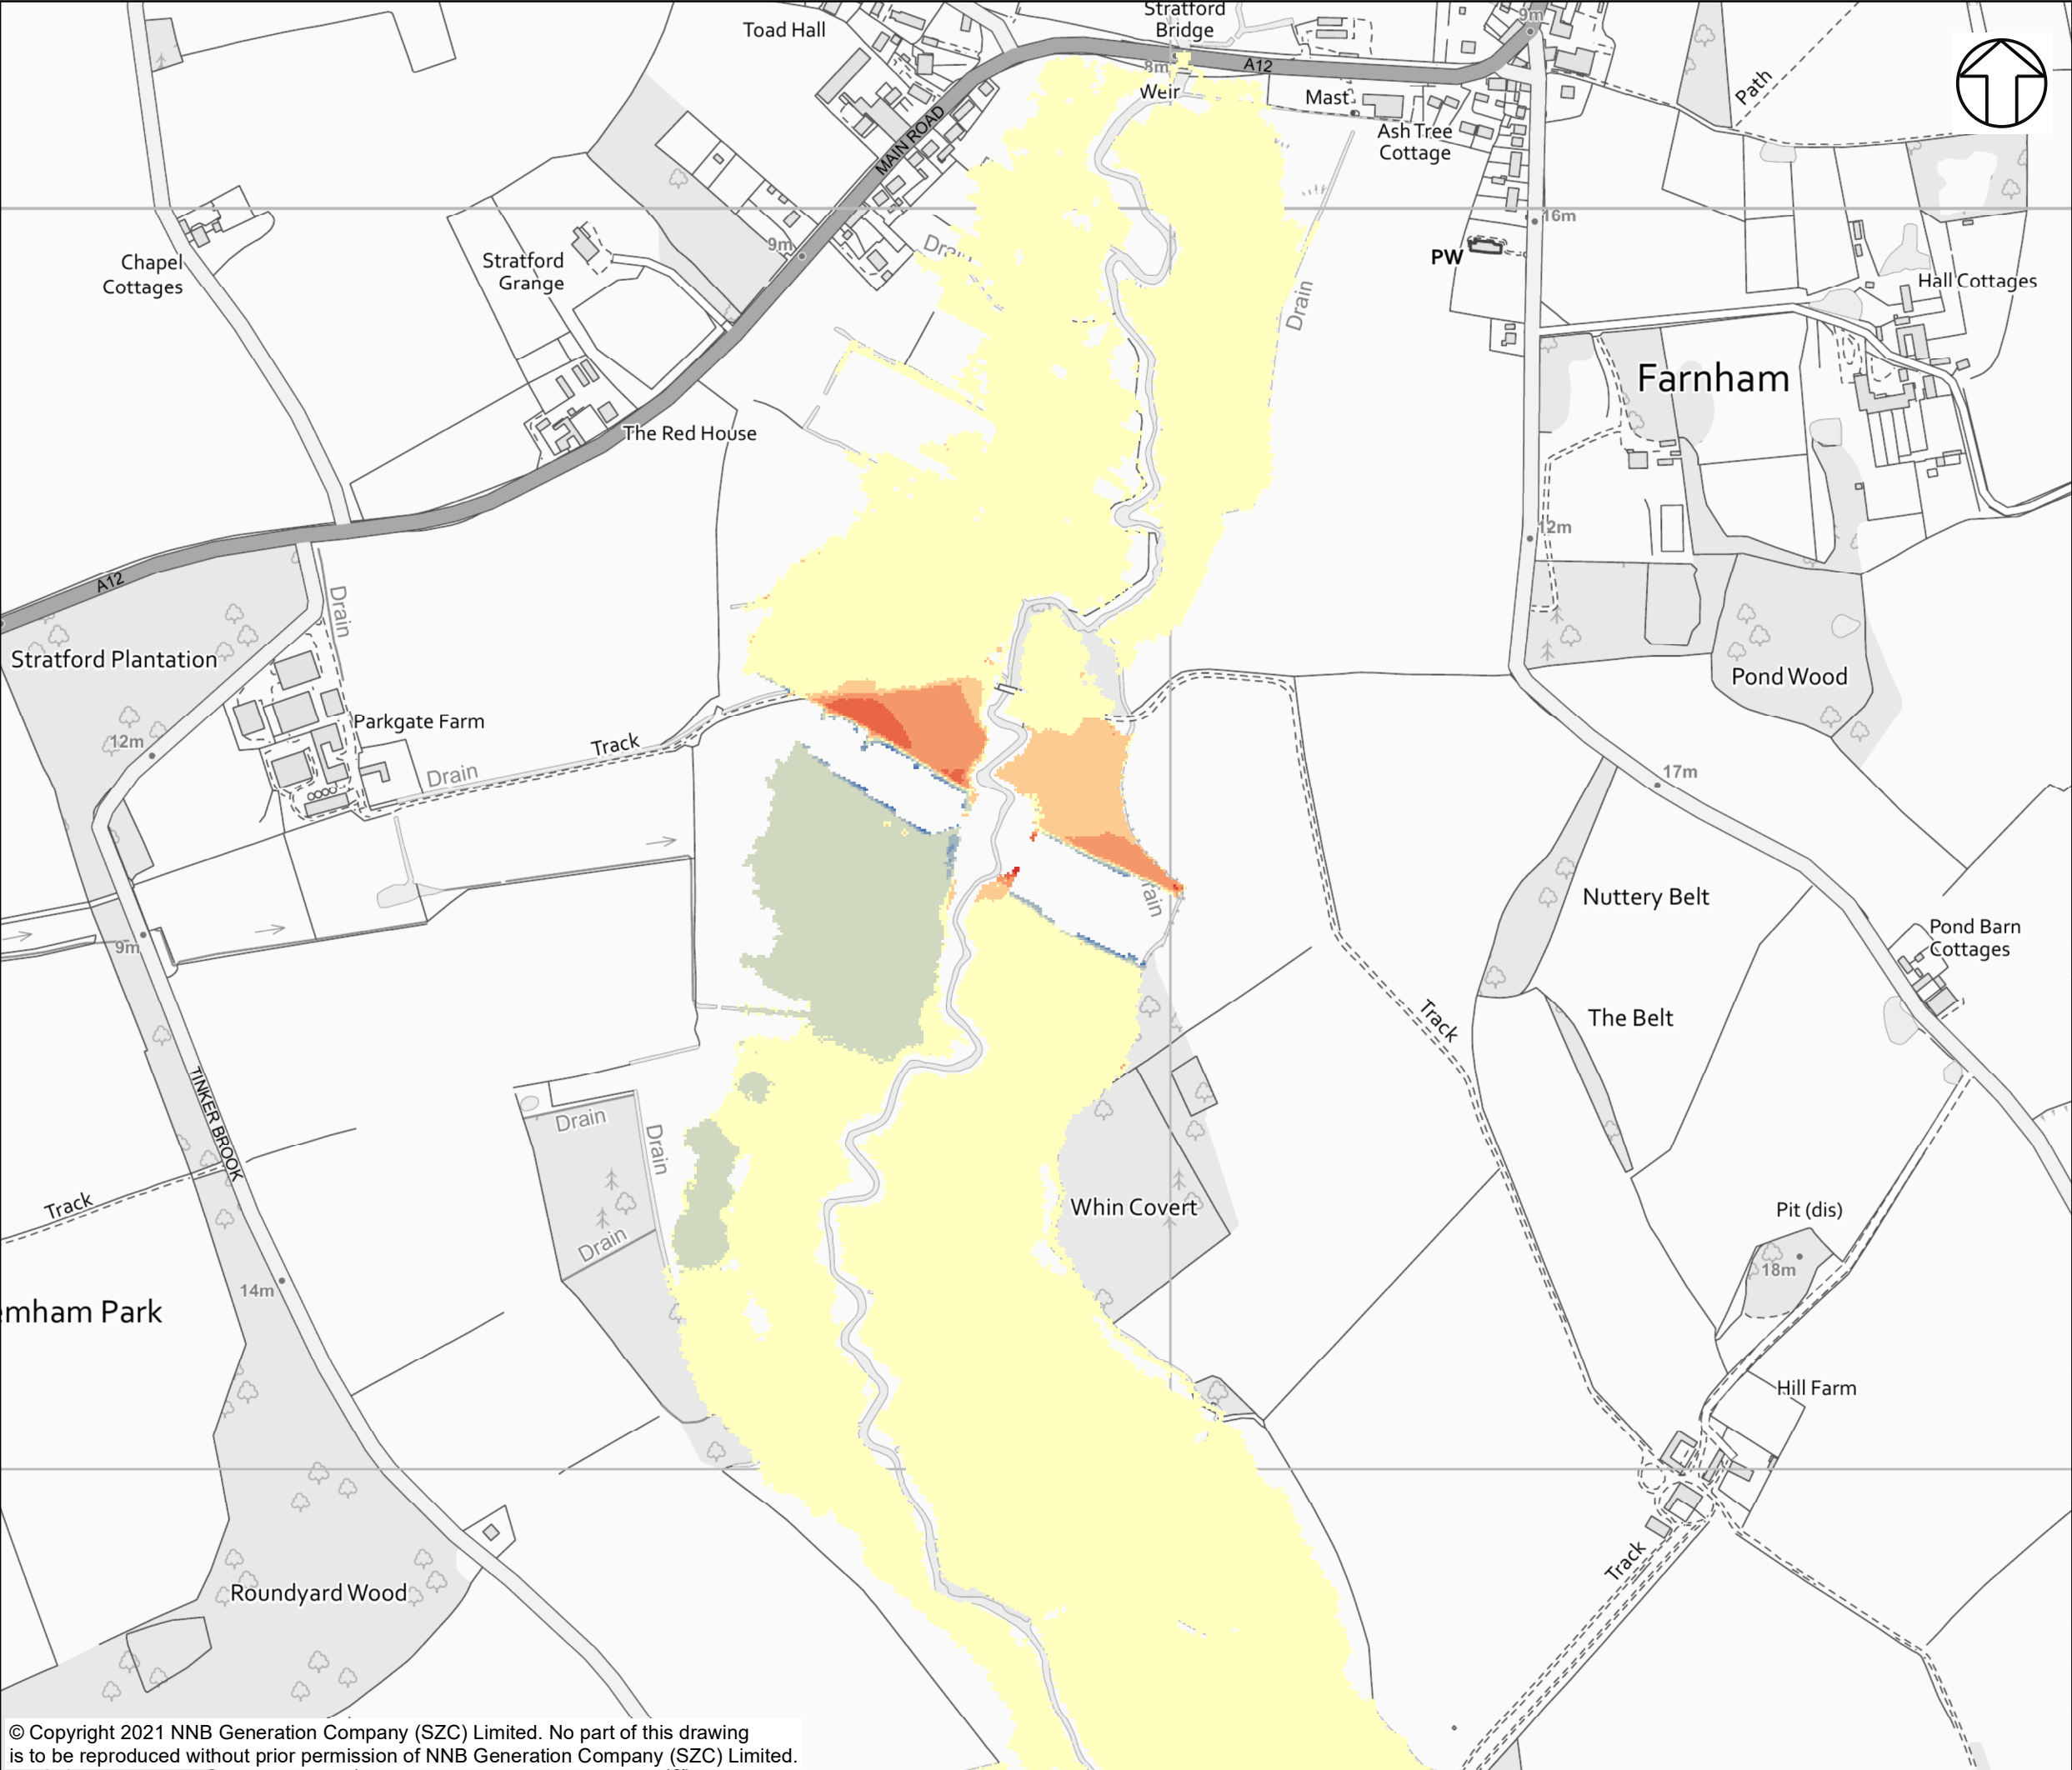 Stratford
Bridge
Toad Hall
9m
8m
A12
Weir
Mast
Path
Ash Tree
Cottage
MAIN ROAD
16m
9m
Drain
PW
Stratford
Grange
Chapel
Cottages
Hall Cottages
Drain
Farnham
The Red House
12m
A12
Drain
Stratford Plantation
Pond Wood
Parkgate Farm
12m
Track
Drain
17m
Nuttery Belt
rain
Pond Barn
Cottages
9m
The Belt
Track
TINKER BROOK
Drain
Drain
Track
Whin Covert
Pit (dis)
Drain
18m
14m
emham Park
Hill Farm
Track
Roundyard Wood
© Copyright 2021 NNB Generation Company (SZC) Limited. No part of this drawing
is to be reproduced without prior permission of NNB Generation Company (SZC) Limited.